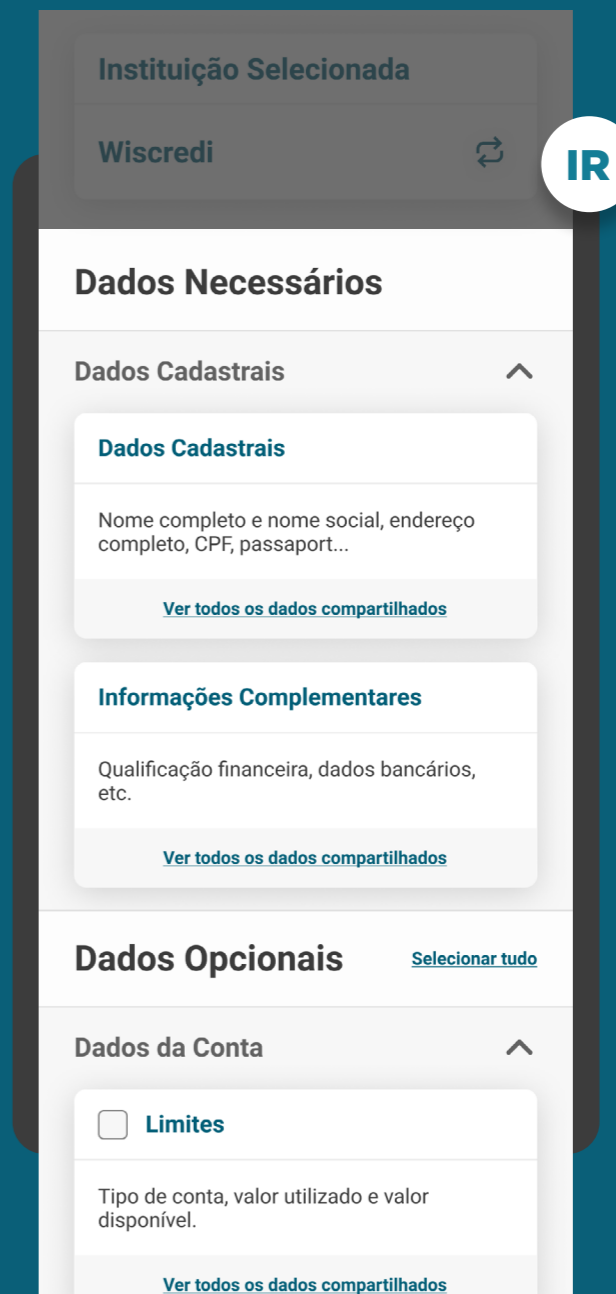 Instituição Selecionada
Wiscredi
IR
Dados Necessários
Dados Cadastrais
Dados Cadastrais
Nome completo e nome social, endereço
completo, CPF, passaport...
Ver todos os dados compartilhados
Informações Complementares
Qualificação financeira, dados bancários,
etc.
Ver todos os dados compartilhados
Dados Opcionais
Selecionar tudo
Dados da Conta
Limites
Tipo de conta, valor utilizado e valor
disponível.
Ver todos os dados compartilhados